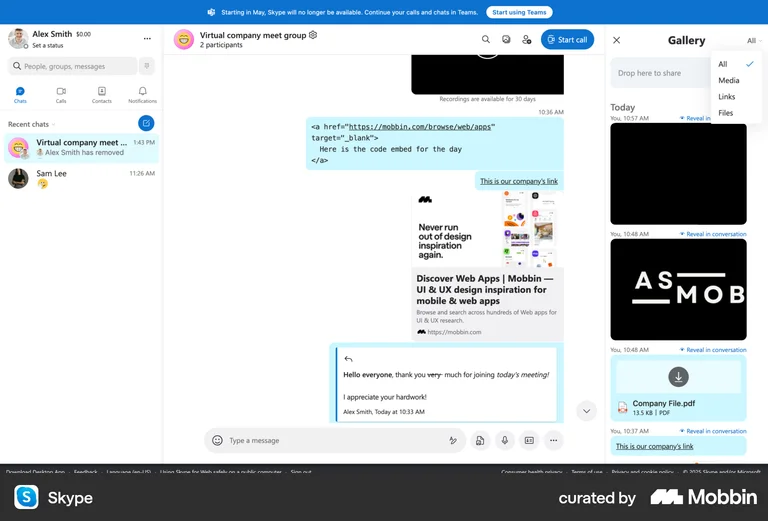 Starting in May, Skype will no longer be available. Continue your calls and chats in Teams.
Start using Teams
Alex Smith $0.00
Set a status
People, groups, messages
Chats
Calls
Contacts
Notifications
Recent chats
Virtual company meet ... 1:43 PM
Alex Smith has removed
Sam Lee 11:26 AM
Virtual company meet group
2 participants
Start call
Recordings are available for 30 days
10:36 AM
<a href="https://mobbin.com/browse/web/apps"
target="_blank">
Here is the code embed for the day
</a>
This is our company's link
Never run
out of design
inspiration
again.
Discover Web Apps | Mobbin —
UI & UX design inspiration for
mobile & web apps
Browse and search across hundreds of Web apps for
UI & UX research.
https://mobbin.com
Hello everyone, thank you very much for joining today's meeting!
I appreciate your hardwork!
Alex Smith, Today at 10:33 AM
Type a message
Gallery
All
All
Media
Links
Files
Drop here to share
Today
You, 10:57 AM
Reveal in
You, 10:48 AM
Reveal in conversation
AS
MOB
You, 10:48 AM
Reveal in conversation
Company File.pdf
13.5 KB | PDF
You, 10:37 AM
Reveal in conversation
This is our company's link
Download Desktop App • Feedback • Language (en-US) • Using Skype for Web safely on a public computer • Sign out
Consumer health privacy • Terms of use • Privacy and cookie policy • © 2025 Skype and/or Microsoft
Skype
curated by
Mobbin